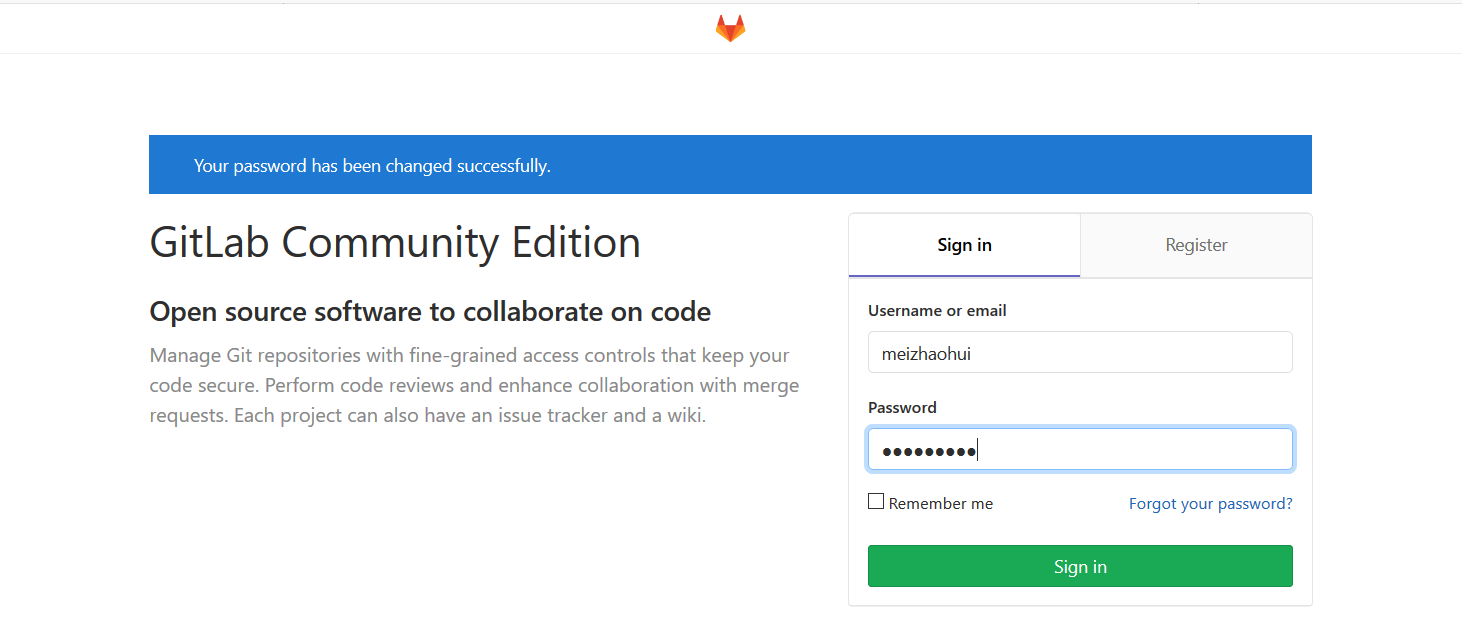 Your password has been changed successfully.
GitLab Community Edition
Open source software to collaborate on code
Manage Git repositories with fine-grained access controls that keep your
code secure. Perform code reviews and enhance collaboration with merge
requests. Each project can also have an issue tracker and a wiki.
Sign in
Register
Username or email
meizhaohui
Password
●●●●●●●●●
Remember me
Forgot your password?
Sign in